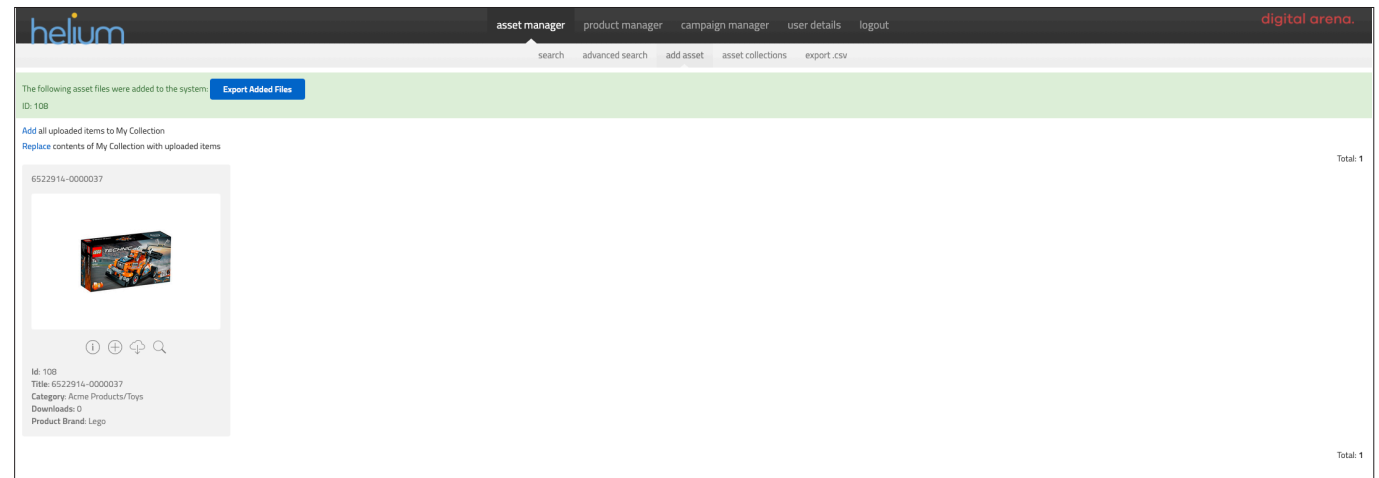 helium
asset manager product manager campaign manager user details logout
digital arena.
search advanced search add asset asset collections export .csv
The following asset files were added to the system: Export Added Files
ID: 108
Add all uploaded items to My Collection
Replace contents of My Collection with uploaded items
Total: 1
6522914-0000037
TECHNIC
Id: 108
Title: 6522914-0000037
Category: Acme Products/Toys
Downloads: 0
Product Brand: Lego
Total: 1